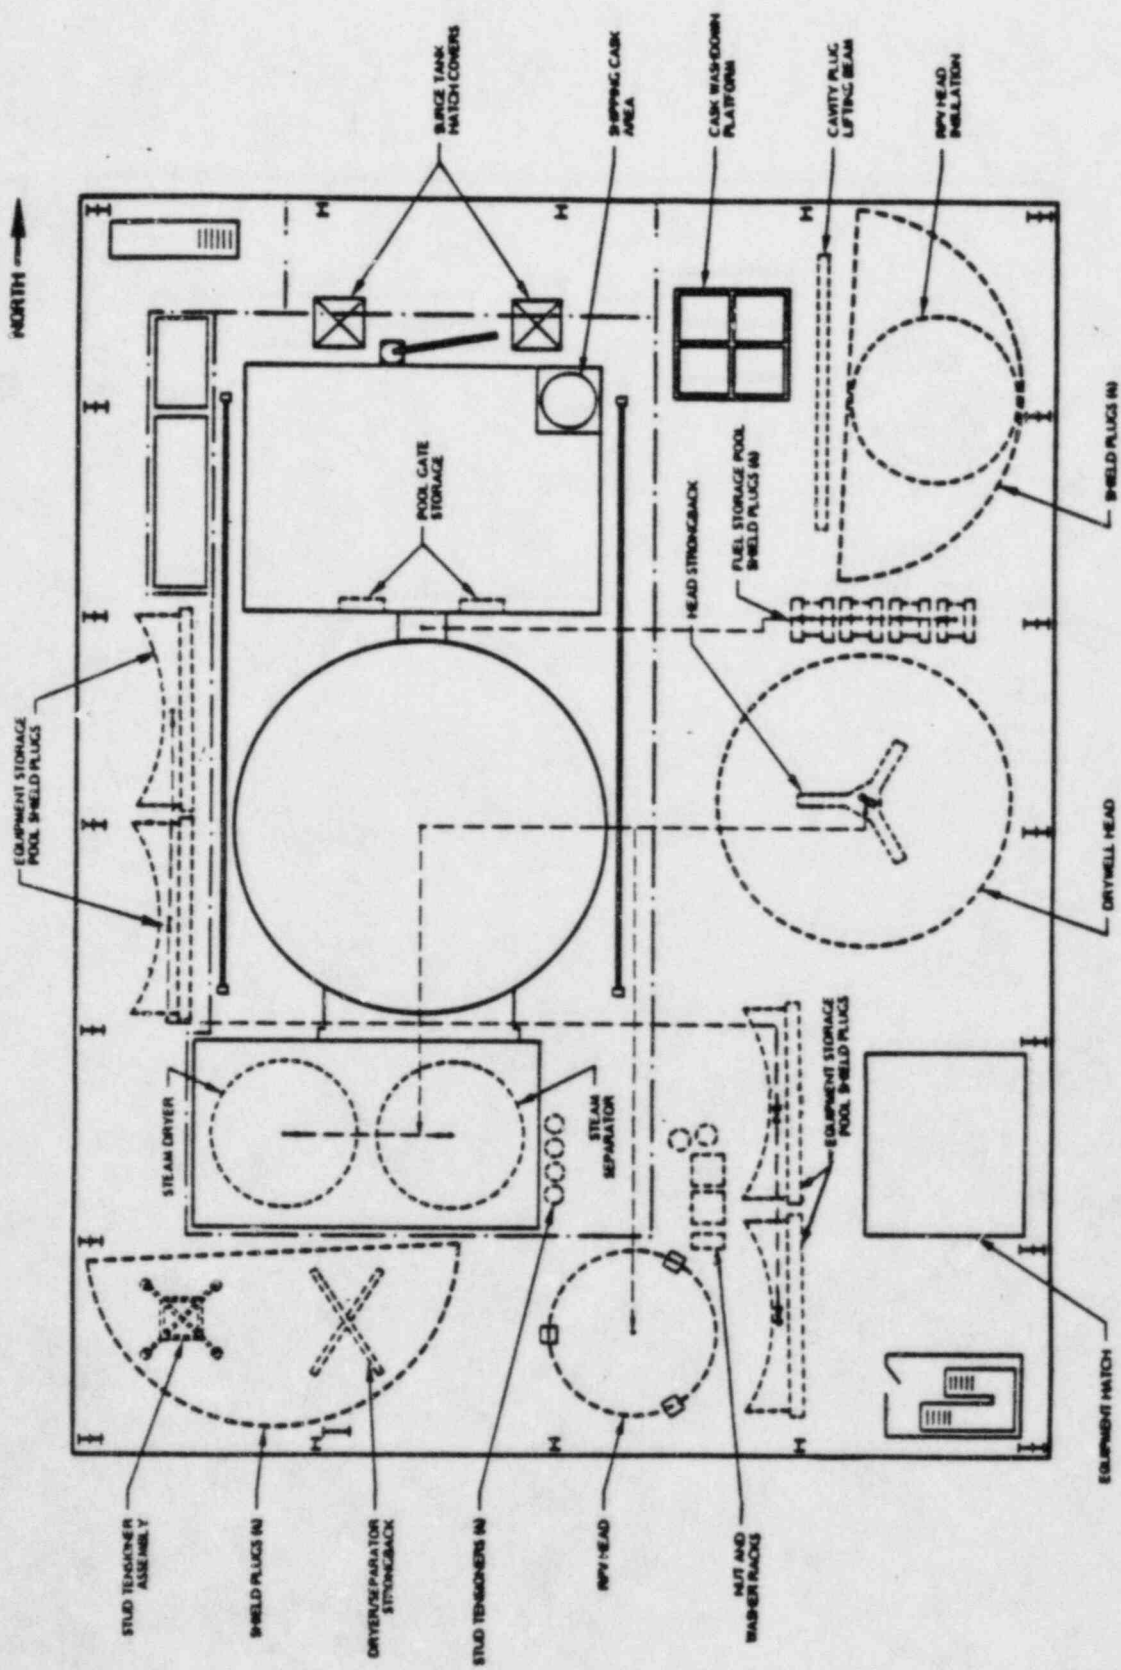 NORTH
SURGE TANK
HATCH COVERS
SHIPPING CASK
AREA
CASK WASHDOWN
PLATFORM
CAVITY PLUG
LIFTING BEAM
RPV HEAD
INSULATION
EQUIPMENT STORAGE
POOL SHIELD PLUGS
POOL GATE
STORAGE
HEAD STRONGBACK
FUEL STORAGE POOL
SHIELD PLUGS (6)
SHIELD PLUGS (6)
DRYWELL HEAD
STEAM DRYER
STEAM
SEPARATOR
EQUIPMENT STORAGE
POOL SHIELD PLUGS
EQUIPMENT HATCH
STUD TENSIONER
ASSEMBLY
SHIELD PLUGS (6)
DRYER/SEPARATOR
STRONGBACK
STUD TENSIONERS (6)
RPV HEAD
NUT AND
WASHER RACKS